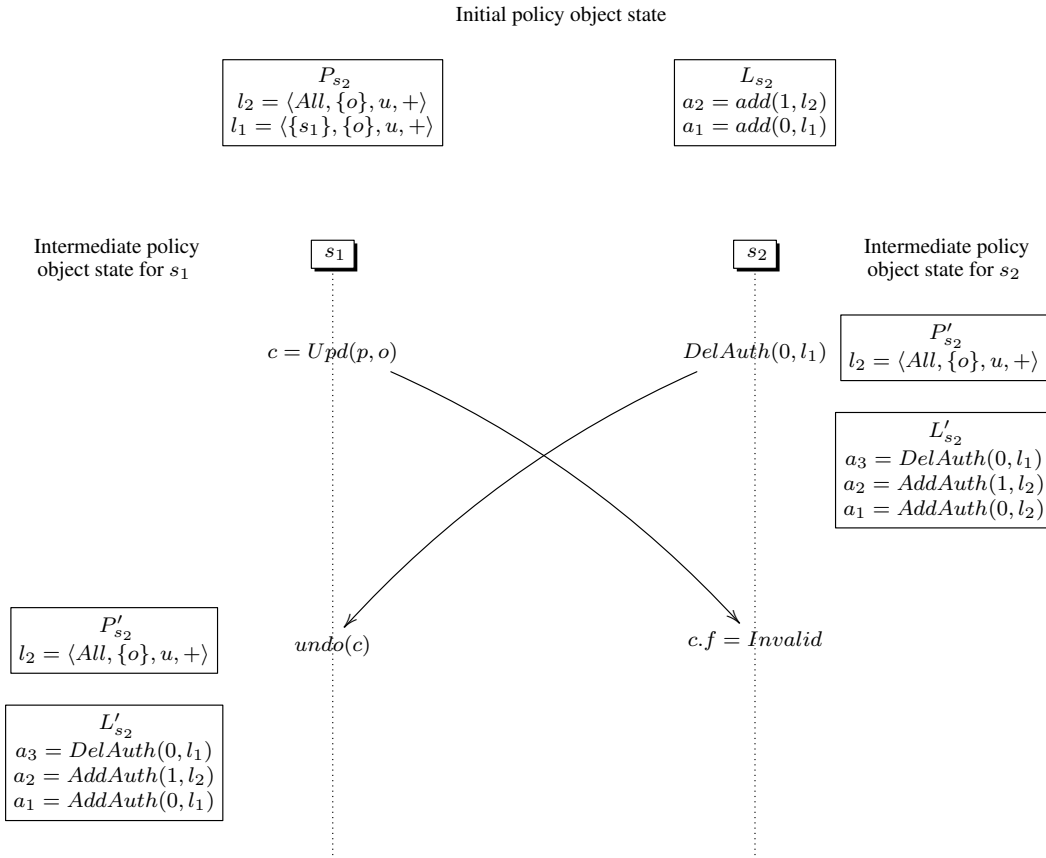 Initial policy object state
P_{s_2}
l_2 = ⟨All, {o}, u, +⟩
l_1 = ⟨{s_1}, {o}, u, +⟩
L_{s_2}
a_2 = add(1, l_2)
a_1 = add(0, l_1)
Intermediate policy
object state for s_1
s_1
s_2
Intermediate policy
object state for s_2
c = Upd(p, o)
DelAuth(0, l_1)
P'_{s_2}
l_2 = ⟨All, {o}, u, +⟩
L'_{s_2}
a_3 = DelAuth(0, l_1)
a_2 = AddAuth(1, l_2)
a_1 = AddAuth(0, l_2)
P'_{s_2}
l_2 = ⟨All, {o}, u, +⟩
undo(c)
c.f = Invalid
L'_{s_2}
a_3 = DelAuth(0, l_1)
a_2 = AddAuth(1, l_2)
a_1 = AddAuth(0, l_1)